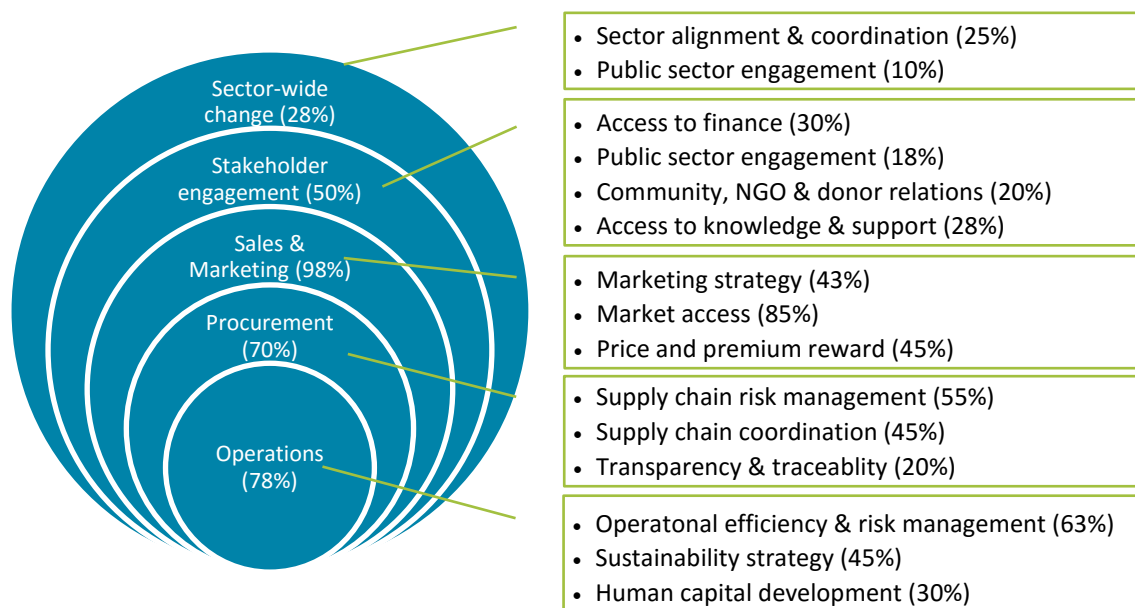 Sector-wide
change (28%)
Stakeholder
engagement (50%)
Sales &
Marketing (98%)
Procurement
(70%)
Operations
(78%)
• Sector alignment & coordination (25%)
• Public sector engagement (10%)
• Access to finance (30%)
• Public sector engagement (18%)
• Community, NGO & donor relations (20%)
• Access to knowledge & support (28%)
• Marketing strategy (43%)
• Market access (85%)
• Price and premium reward (45%)
• Supply chain risk management (55%)
• Supply chain coordination (45%)
• Transparency & traceablity (20%)
• Operatonal efficiency & risk management (63%)
• Sustainability strategy (45%)
• Human capital development (30%)